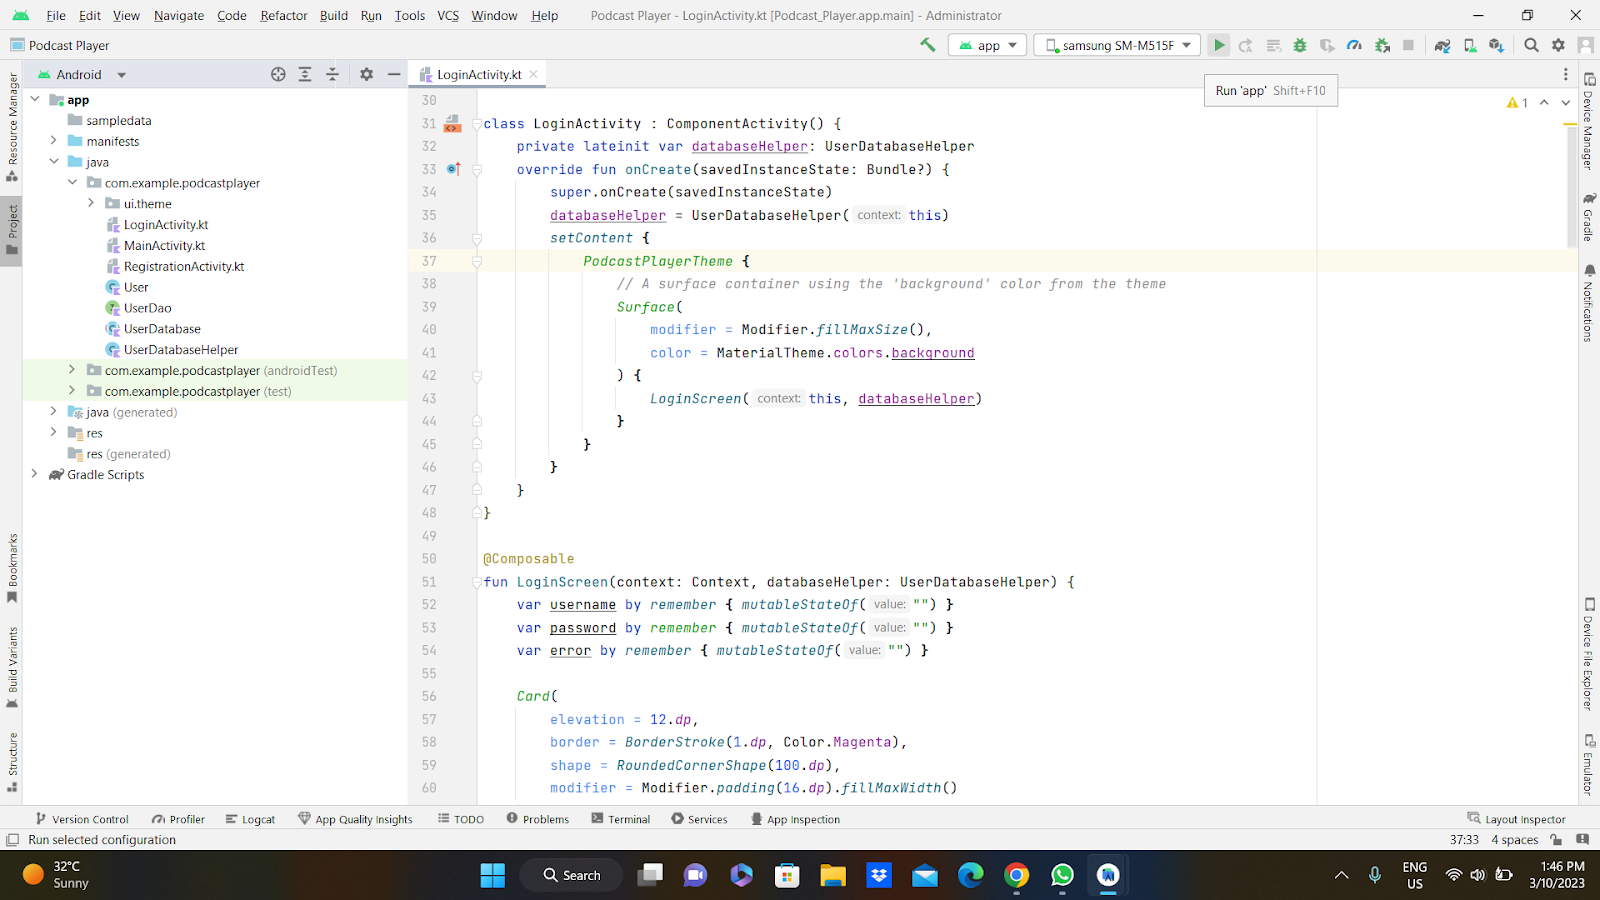 File Edit View Navigate Code Refactor Build Run Tools VCS Window Help Podcast Player - LoginActivity.kt [Podcast_Player.app.main] - Administrator
Podcast Player
app
samsung SM-M515F
Android
LoginActivity.kt
Run 'app' Shift+F10
1
Resource Manager
Project
Bookmarks
Build Variants
Structure
app
sampledata
manifests
java
com.example.podcastplayer
ui.theme
LoginActivity.kt
MainActivity.kt
RegistrationActivity.kt
User
UserDao
UserDatabase
UserDatabaseHelper
com.example.podcastplayer (androidTest)
com.example.podcastplayer (test)
java (generated)
res
res (generated)
Gradle Scripts
30
31 class LoginActivity : ComponentActivity() {
32 private lateinit var databaseHelper: UserDatabaseHelper
33 override fun onCreate(savedInstanceState: Bundle?) {
34 super.onCreate(savedInstanceState)
35 databaseHelper = UserDatabaseHelper( context: this)
36 setContent {
37 PodcastPlayerTheme {
38 // A surface container using the 'background' color from the theme
39 Surface(
40 modifier = Modifier.fillMaxSize(),
41 color = MaterialTheme.colors.background
42 ) {
43 LoginScreen( context: this, databaseHelper)
44 }
45 }
46 }
47 }
48 }
49
50 @Composable
51 fun LoginScreen(context: Context, databaseHelper: UserDatabaseHelper) {
52 var username by remember { mutableStateOf( value: "") }
53 var password by remember { mutableStateOf( value: "") }
54 var error by remember { mutableStateOf( value: "") }
55
56 Card(
57 elevation = 12.dp,
58 border = BorderStroke(1.dp, Color.Magenta),
59 shape = RoundedCornerShape(100.dp),
60 modifier = Modifier.padding(16.dp).fillMaxWidth()
Device Manager
Gradle
Notifications
Device File Explorer
Emulator
Version Control Profiler Logcat App Quality Insights TODO Problems Terminal Services App Inspection Layout Inspector
Run selected configuration 37:33 4 spaces
32°C
Sunny
Search
ENG
US
1:46 PM
3/10/2023